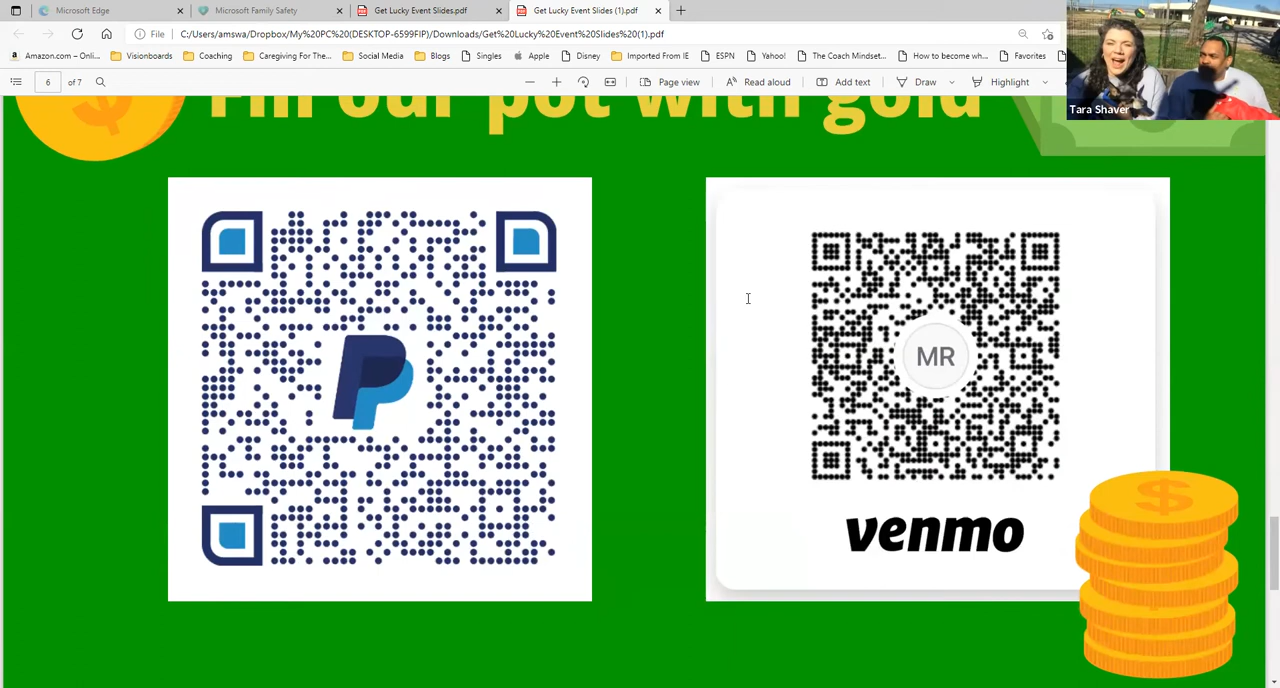 Microsoft Edge
Microsoft Family Safety
Get Lucky Event Slides.pdf
Get Lucky Event Slides (1).pdf
File
C:/Users/amswa/Dropbox/My%20PC%20(DESKTOP-6599FIP)/Downloads/Get%20Lucky%20Event%20Slides%20(1).pdf
Amazon.com – Onli...
Visionboards
Coaching
Caregiving For The...
Social Media
Blogs
Singles
Apple
Disney
Imported From IE
ESPN
Yahoo!
The Coach Mindset...
How to become wh...
Favorites
6 of 7
Page view
Read aloud
Add text
Draw
Highlight
Tara Shaver
Fill our pot with gold
MR
venmo